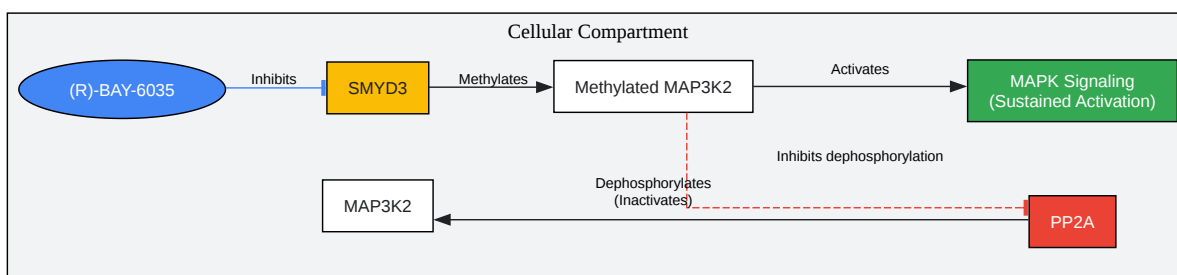 Cellular Compartment
(R)-BAY-6035
Inhibits
SMYD3
Methylates
Methylated MAP3K2
Activates
MAPK Signaling
(Sustained Activation)
Inhibits dephosphorylation
MAP3K2
Dephosphorylates
(Inactivates)
PP2A